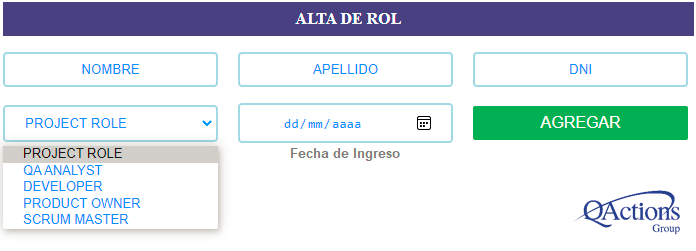 ALTA DE ROL
NOMBRE
APELLIDO
DNI
PROJECT ROLE
dd/mm/aaaa
AGREGAR
Fecha de Ingreso
PROJECT ROLE
QA ANALYST
DEVELOPER
PRODUCT OWNER
SCRUM MASTER
QActions
Group